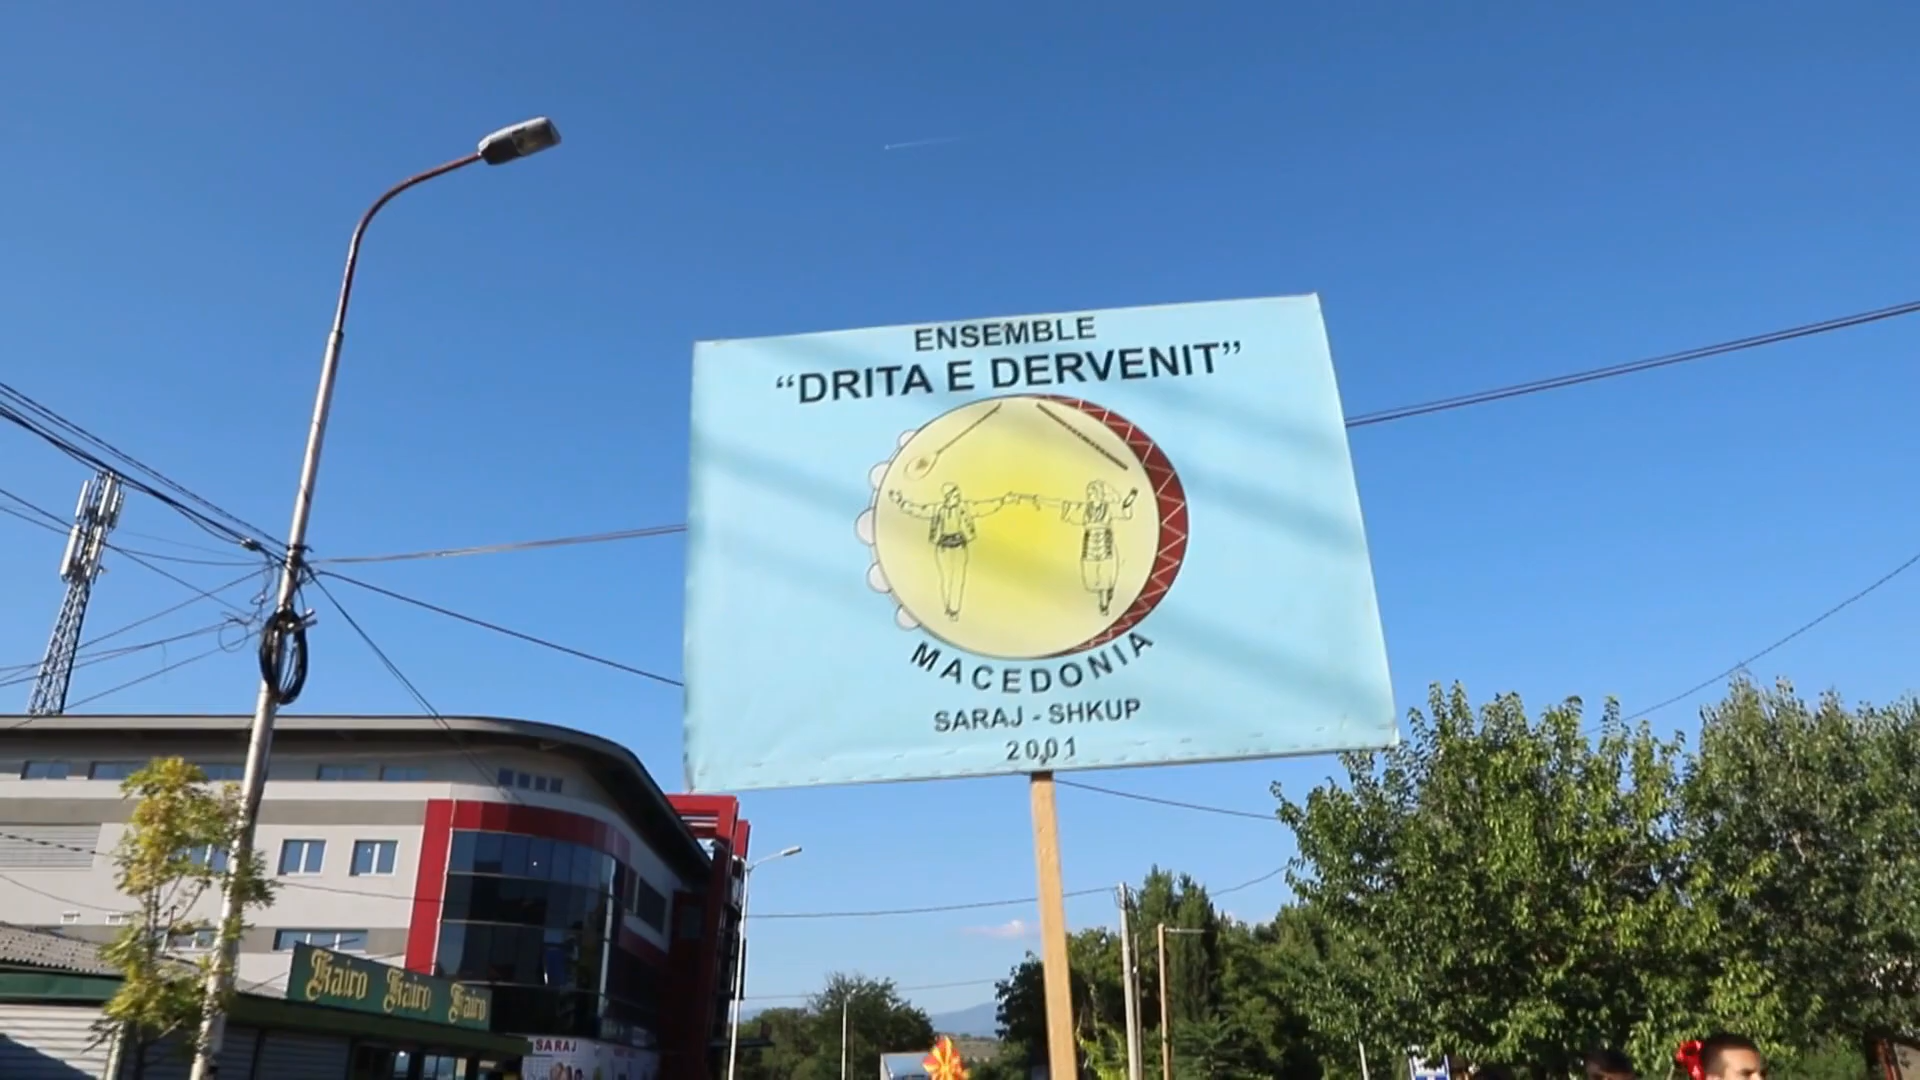 ENSEMBLE
“DRITA E DERVENIT”
MACEDONIA
SARAJ - SHKUP
2001
Kairo Kairo Kairo
SARAJ